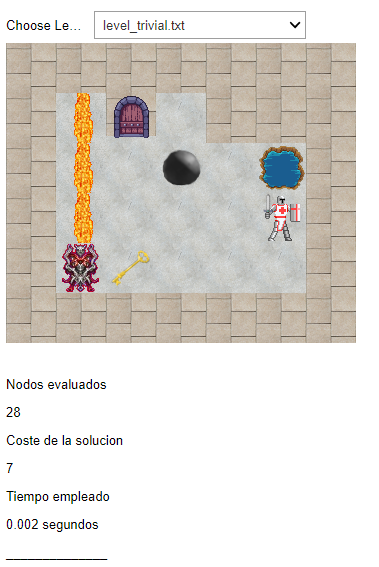 Choose Le...
level_trivial.txt
Nodos evaluados
28
Coste de la solucion
7
Tiempo empleado
0.002 segundos